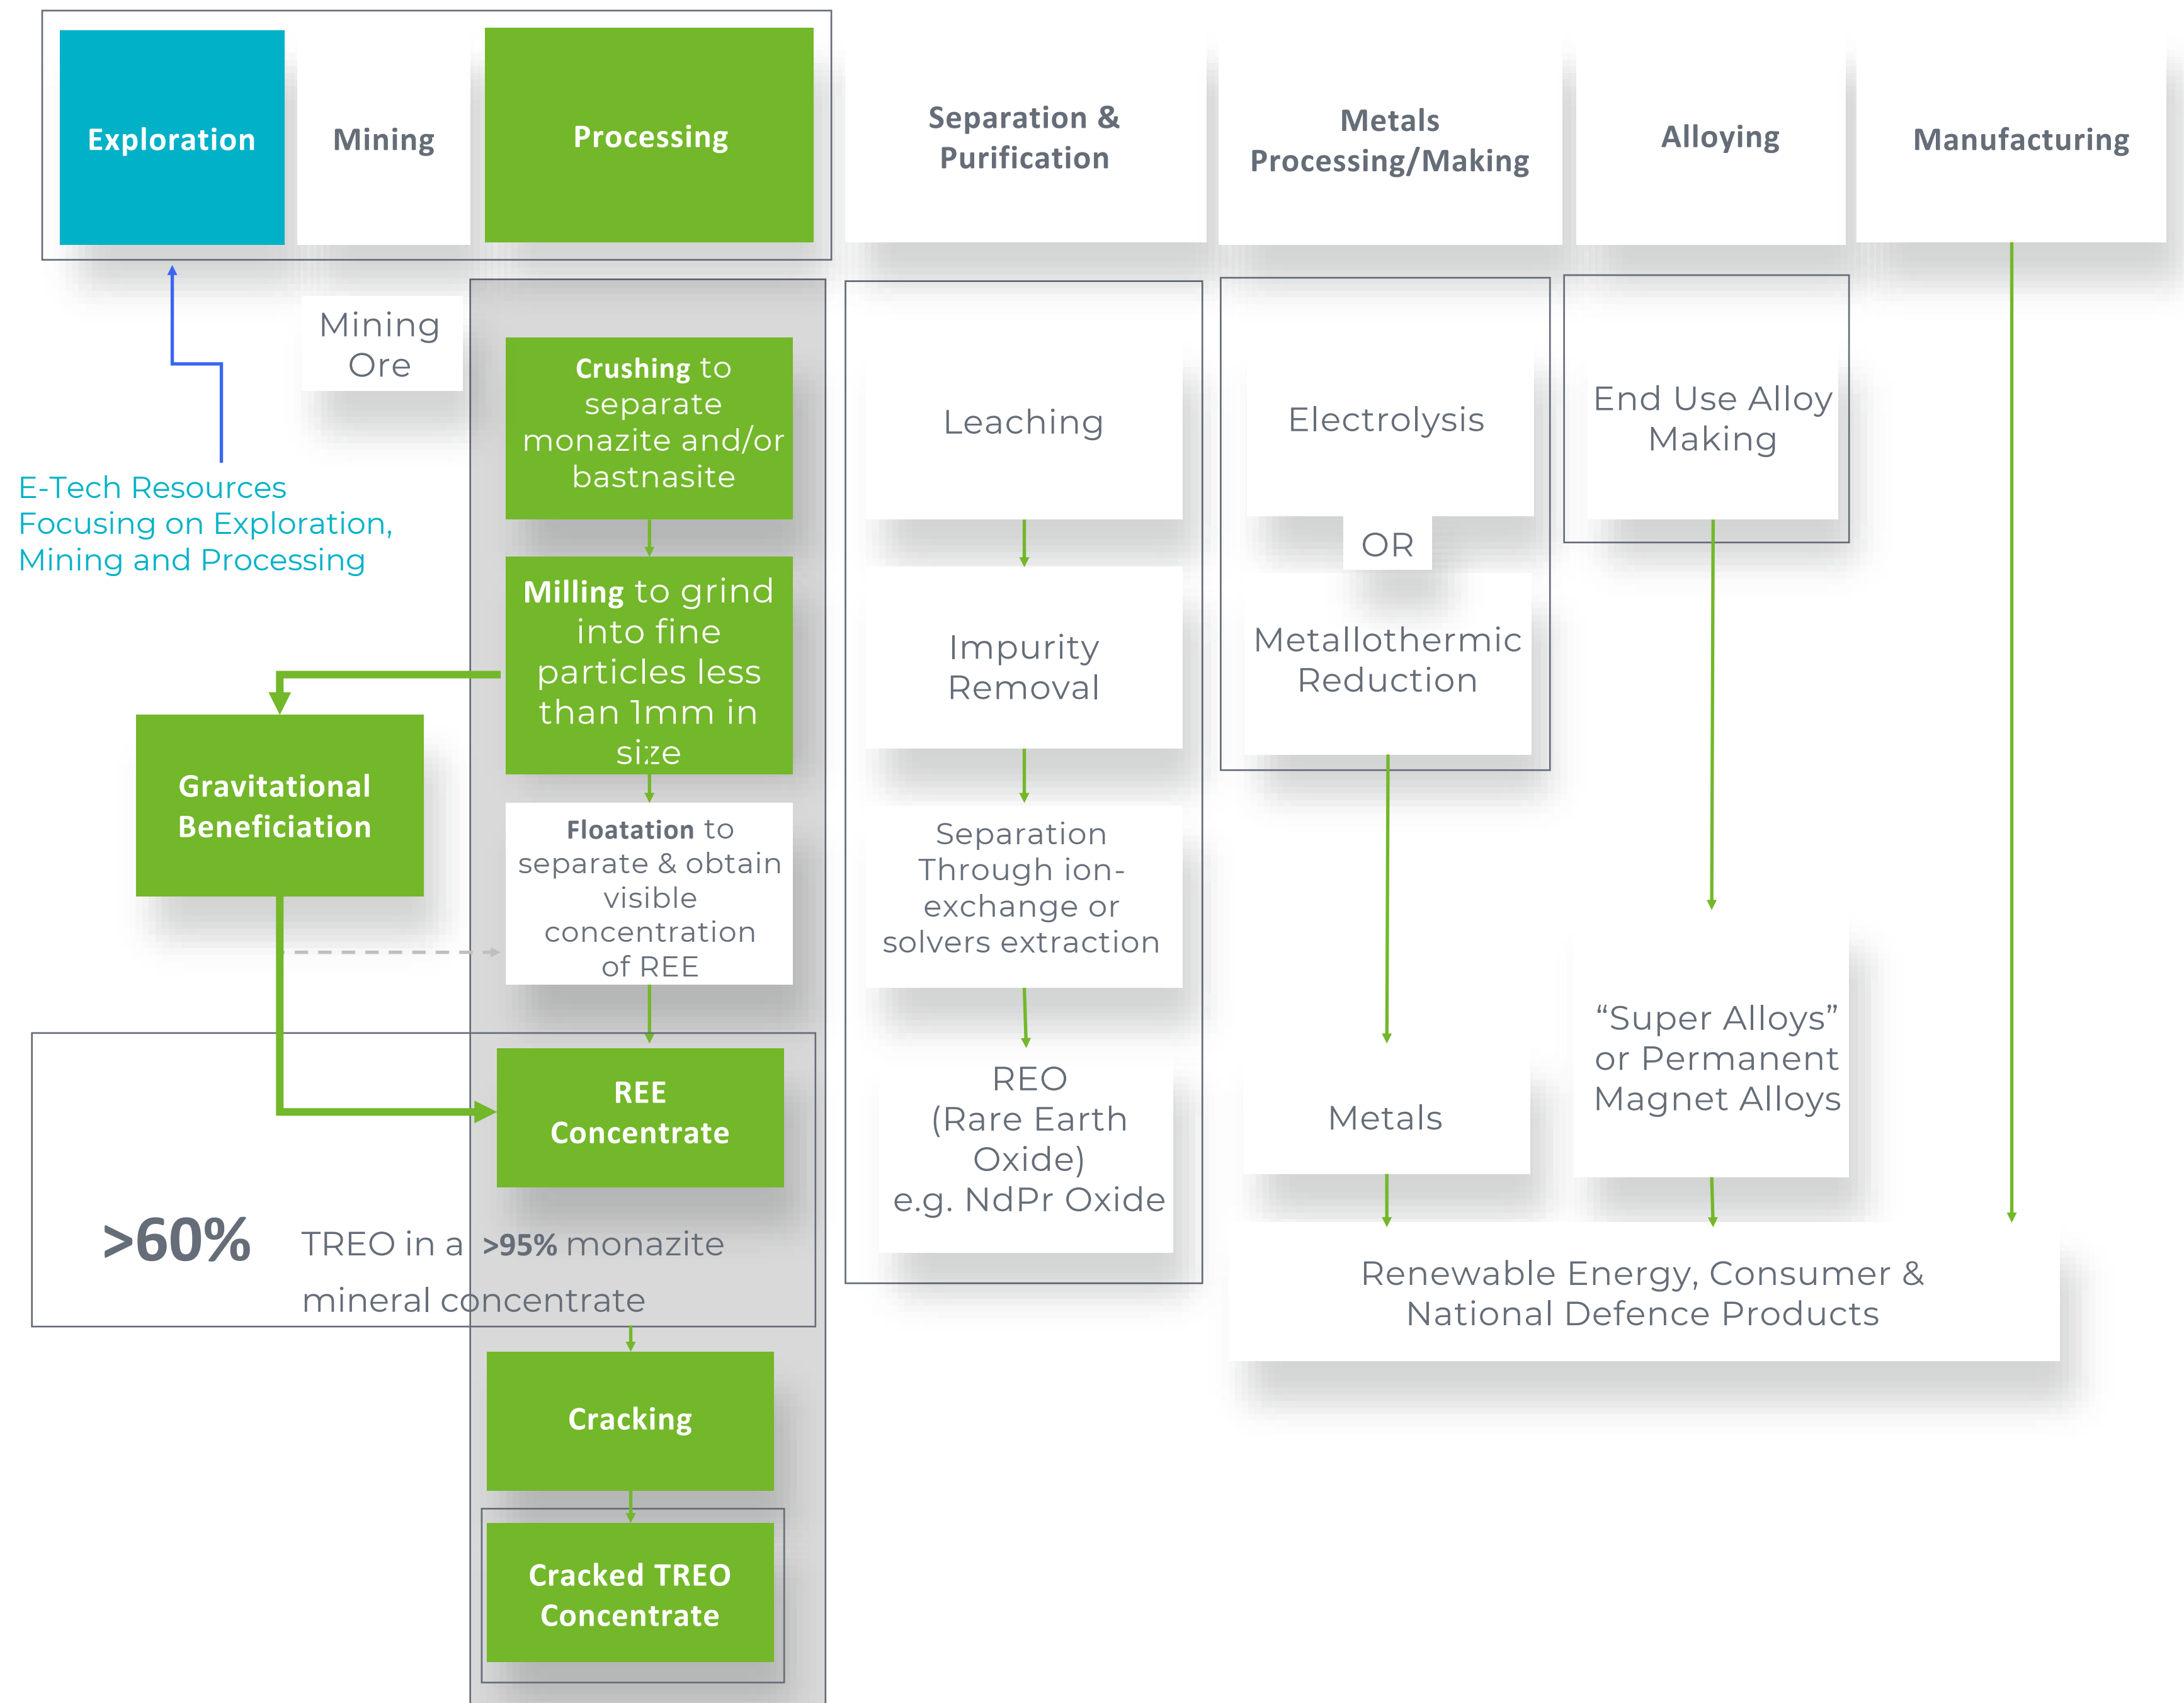 Exploration
Mining
Processing
Separation &
Purification
Metals
Processing/Making
Alloying
Manufacturing
Mining
Ore
E-Tech Resources
Focusing on Exploration,
Mining and Processing
Crushing to
separate
monazite and/or
bastnasite
Milling to grind
into fine
particles less
than 1mm in
size
Gravitational
Beneficiation
Floatation to
separate & obtain
visible
concentration
of REE
REE
Concentrate
>60%
TREO in a >95% monazite
mineral concentrate
Cracking
Cracked TREO
Concentrate
Leaching
Impurity
Removal
Separation
Through ion-
exchange or
solvers extraction
REO
(Rare Earth
Oxide)
e.g. NdPr Oxide
Electrolysis
OR
Metallothermic
Reduction
Metals
End Use Alloy
Making
“Super Alloys”
or Permanent
Magnet Alloys
Renewable Energy, Consumer &
National Defence Products